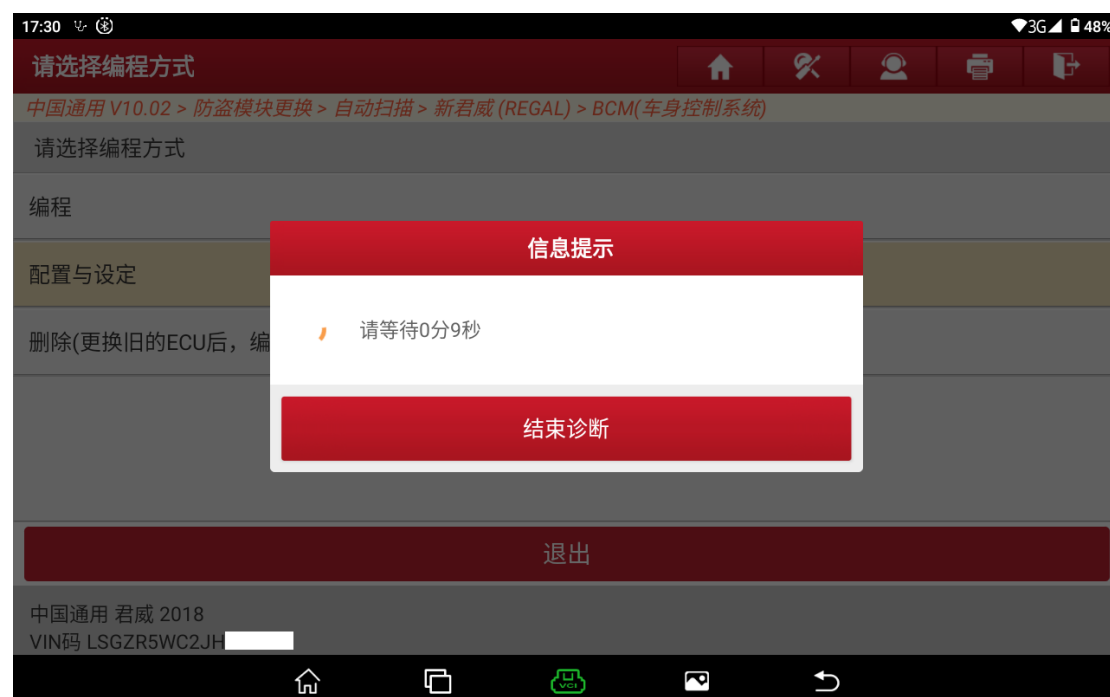 17:30
3G 48%
请选择编程方式
中国通用 V10.02 > 防盗模块更换 > 自动扫描 > 新君威 (REGAL) > BCM(车身控制系统)
请选择编程方式
编程
信息提示
配置与设定
请等待0分9秒
删除(更换旧的ECU后，编
结束诊断
退出
中国通用 君威 2018
VIN码 LSGZR5WC2JH
VCI